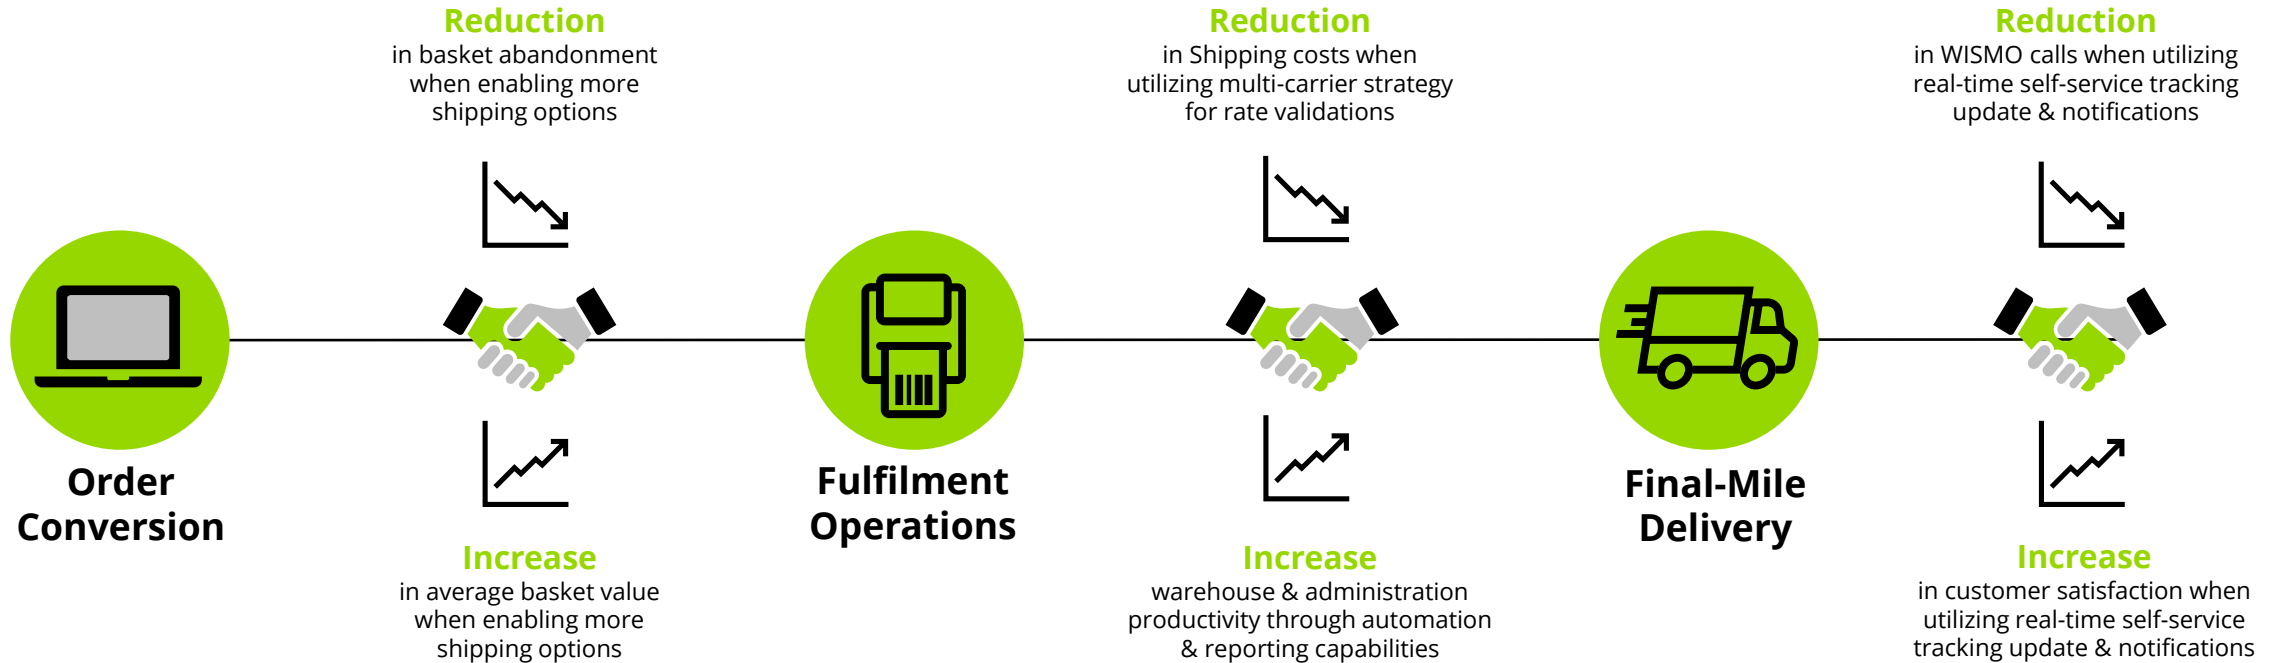 Reduction
in basket abandonment
when enabling more
shipping options
Reduction
in Shipping costs when
utilizing multi-carrier strategy
for rate validations
Reduction
in WISMO calls when utilizing
real-time self-service tracking
update & notifications
Order
Conversion
Fulfilment
Operations
Final-Mile
Delivery
Increase
in average basket value
when enabling more
shipping options
Increase
warehouse & administration
productivity through automation
& reporting capabilities
Increase
in customer satisfaction when
utilizing real-time self-service
tracking update & notifications